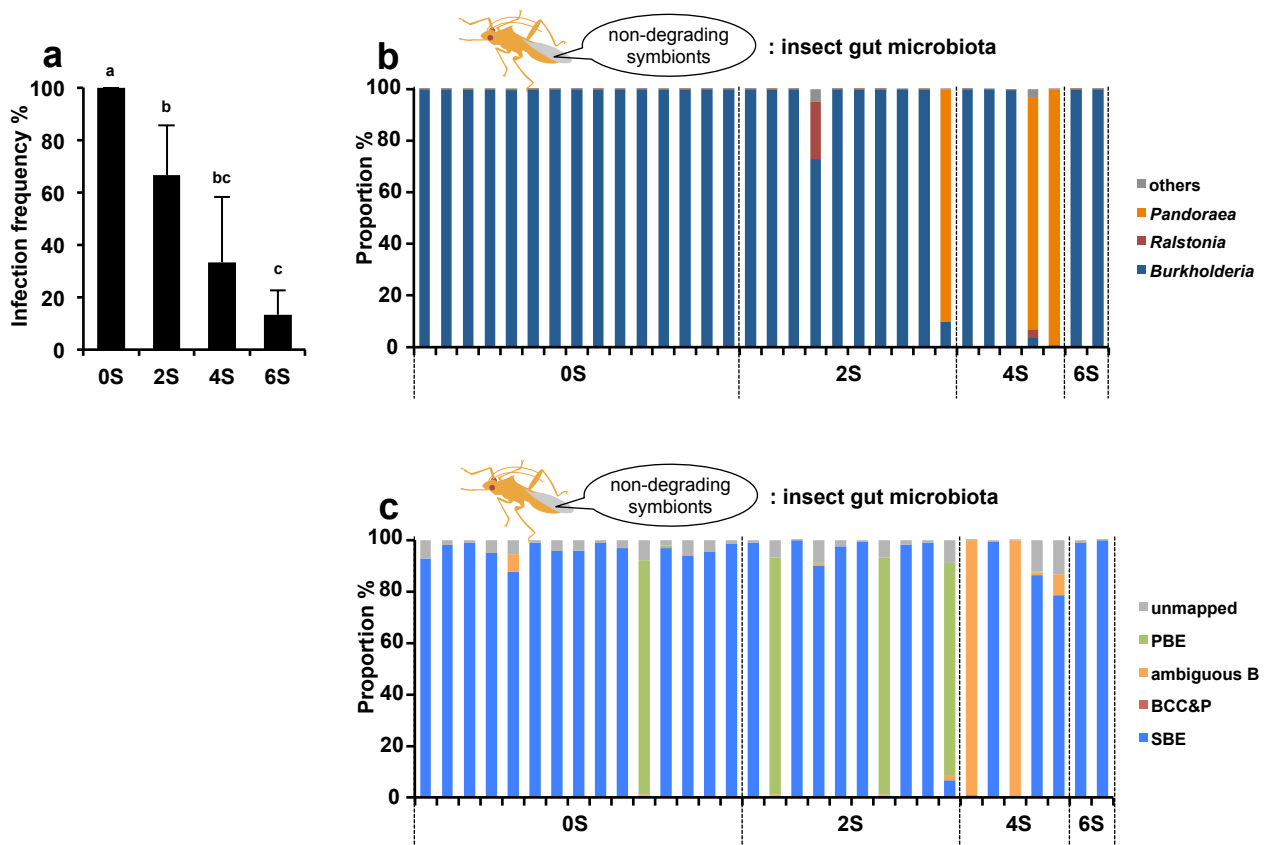 a
Infection frequency %
100
80
60
40
20
0
a
b
bc
c
0S
2S
4S
6S
b
non-degrading
symbionts
: insect gut microbiota
Proportion %
100
80
60
40
20
0
0S
2S
4S
6S
others
Pandoraea
Ralstonia
Burkholderia
c
non-degrading
symbionts
: insect gut microbiota
Proportion %
100
80
60
40
20
0
0S
2S
4S
6S
unmapped
PBE
ambiguous B
BCC&P
SBE